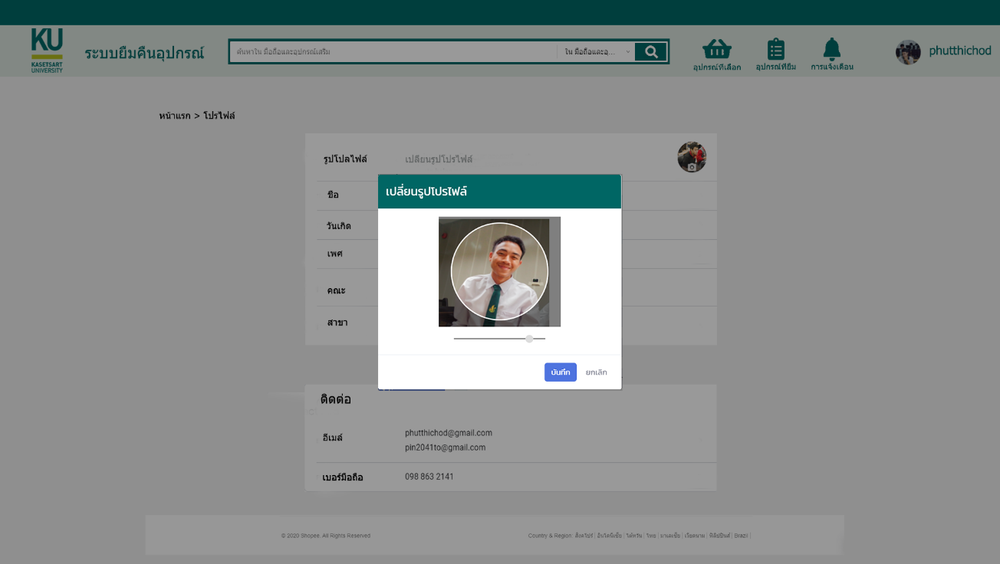 KU
KASETSART
UNIVERSITY
ระบบยืมคืนอุปกรณ์
ค้นหาใน มือถือและอุปกรณ์เสริม
ใน มือถือและอุ...
อุปกรณ์ที่เลือก
อุปกรณ์ที่ยืม
การแจ้งเตือน
phutthichod
หน้าแรก > โปรไฟล์
รูปโปลไฟล์
เปลี่ยนรูปโปรไฟล์
เปลี่ยนรูปโปรไฟล์
ชื่อ
วันเกิด
เพศ
คณะ
สาขา
บันทึก
ยกเลิก
ติดต่อ
อีเมล์
phutthichod@gmail.com
pin2041to@gmail.com
เบอร์มือถือ
098 863 2141
© 2020 Shopee. All Rights Reserved
Country & Region: สิงคโปร์ | อินโดนีเซีย | ไต้หวัน | ไทย | มาเลเซีย | เวียดนาม | ฟิลิปปินส์ | Brazil |